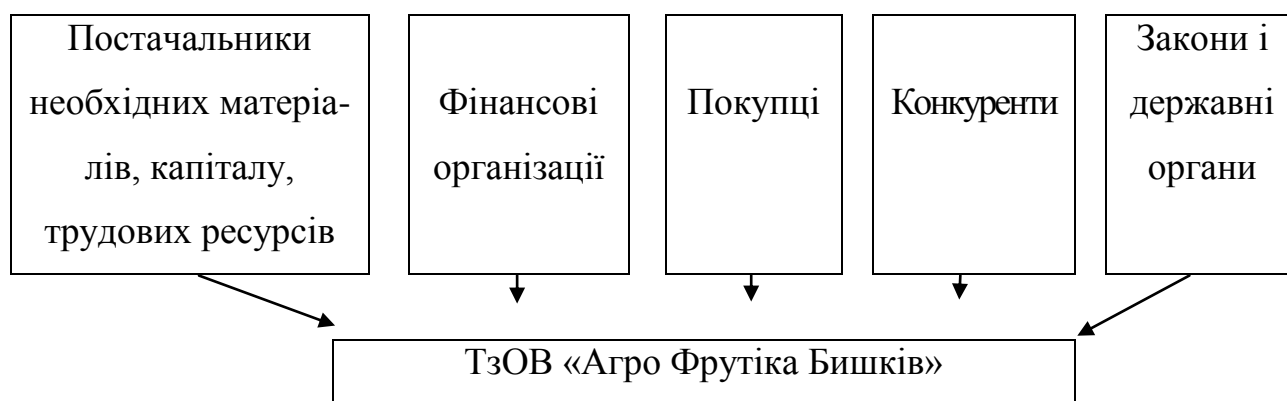 Постачальники
необхідних матеріа-
лів, капіталу,
трудових ресурсів
Фінансові
організації
Покупці
Конкуренти
Закони і
державні
органи
ТзОВ «Агро Фрутіка Бишків»